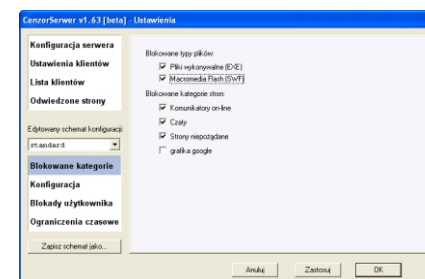 CenzorSerwer v1.63 [beta] - Ustawienia
Konfiguracja serwera
Ustawienia klientów
Lista klientów
Odwiedzone strony
Edytowany schemat konfiguracji:
standard
Blokowane kategorie
Konfiguracja
Blokady użytkownika
Ograniczenia czasowe
Zapisz schemat jako...
Blokowane typy plików:
Pliki wykonywalne (EXE)
Macromedia Flash (SWF)
Blokowane kategorie stron:
Komunikatory on-line
Czaty
Strony niepożądane
grafika google
Anuluj
Zastosuj
OK